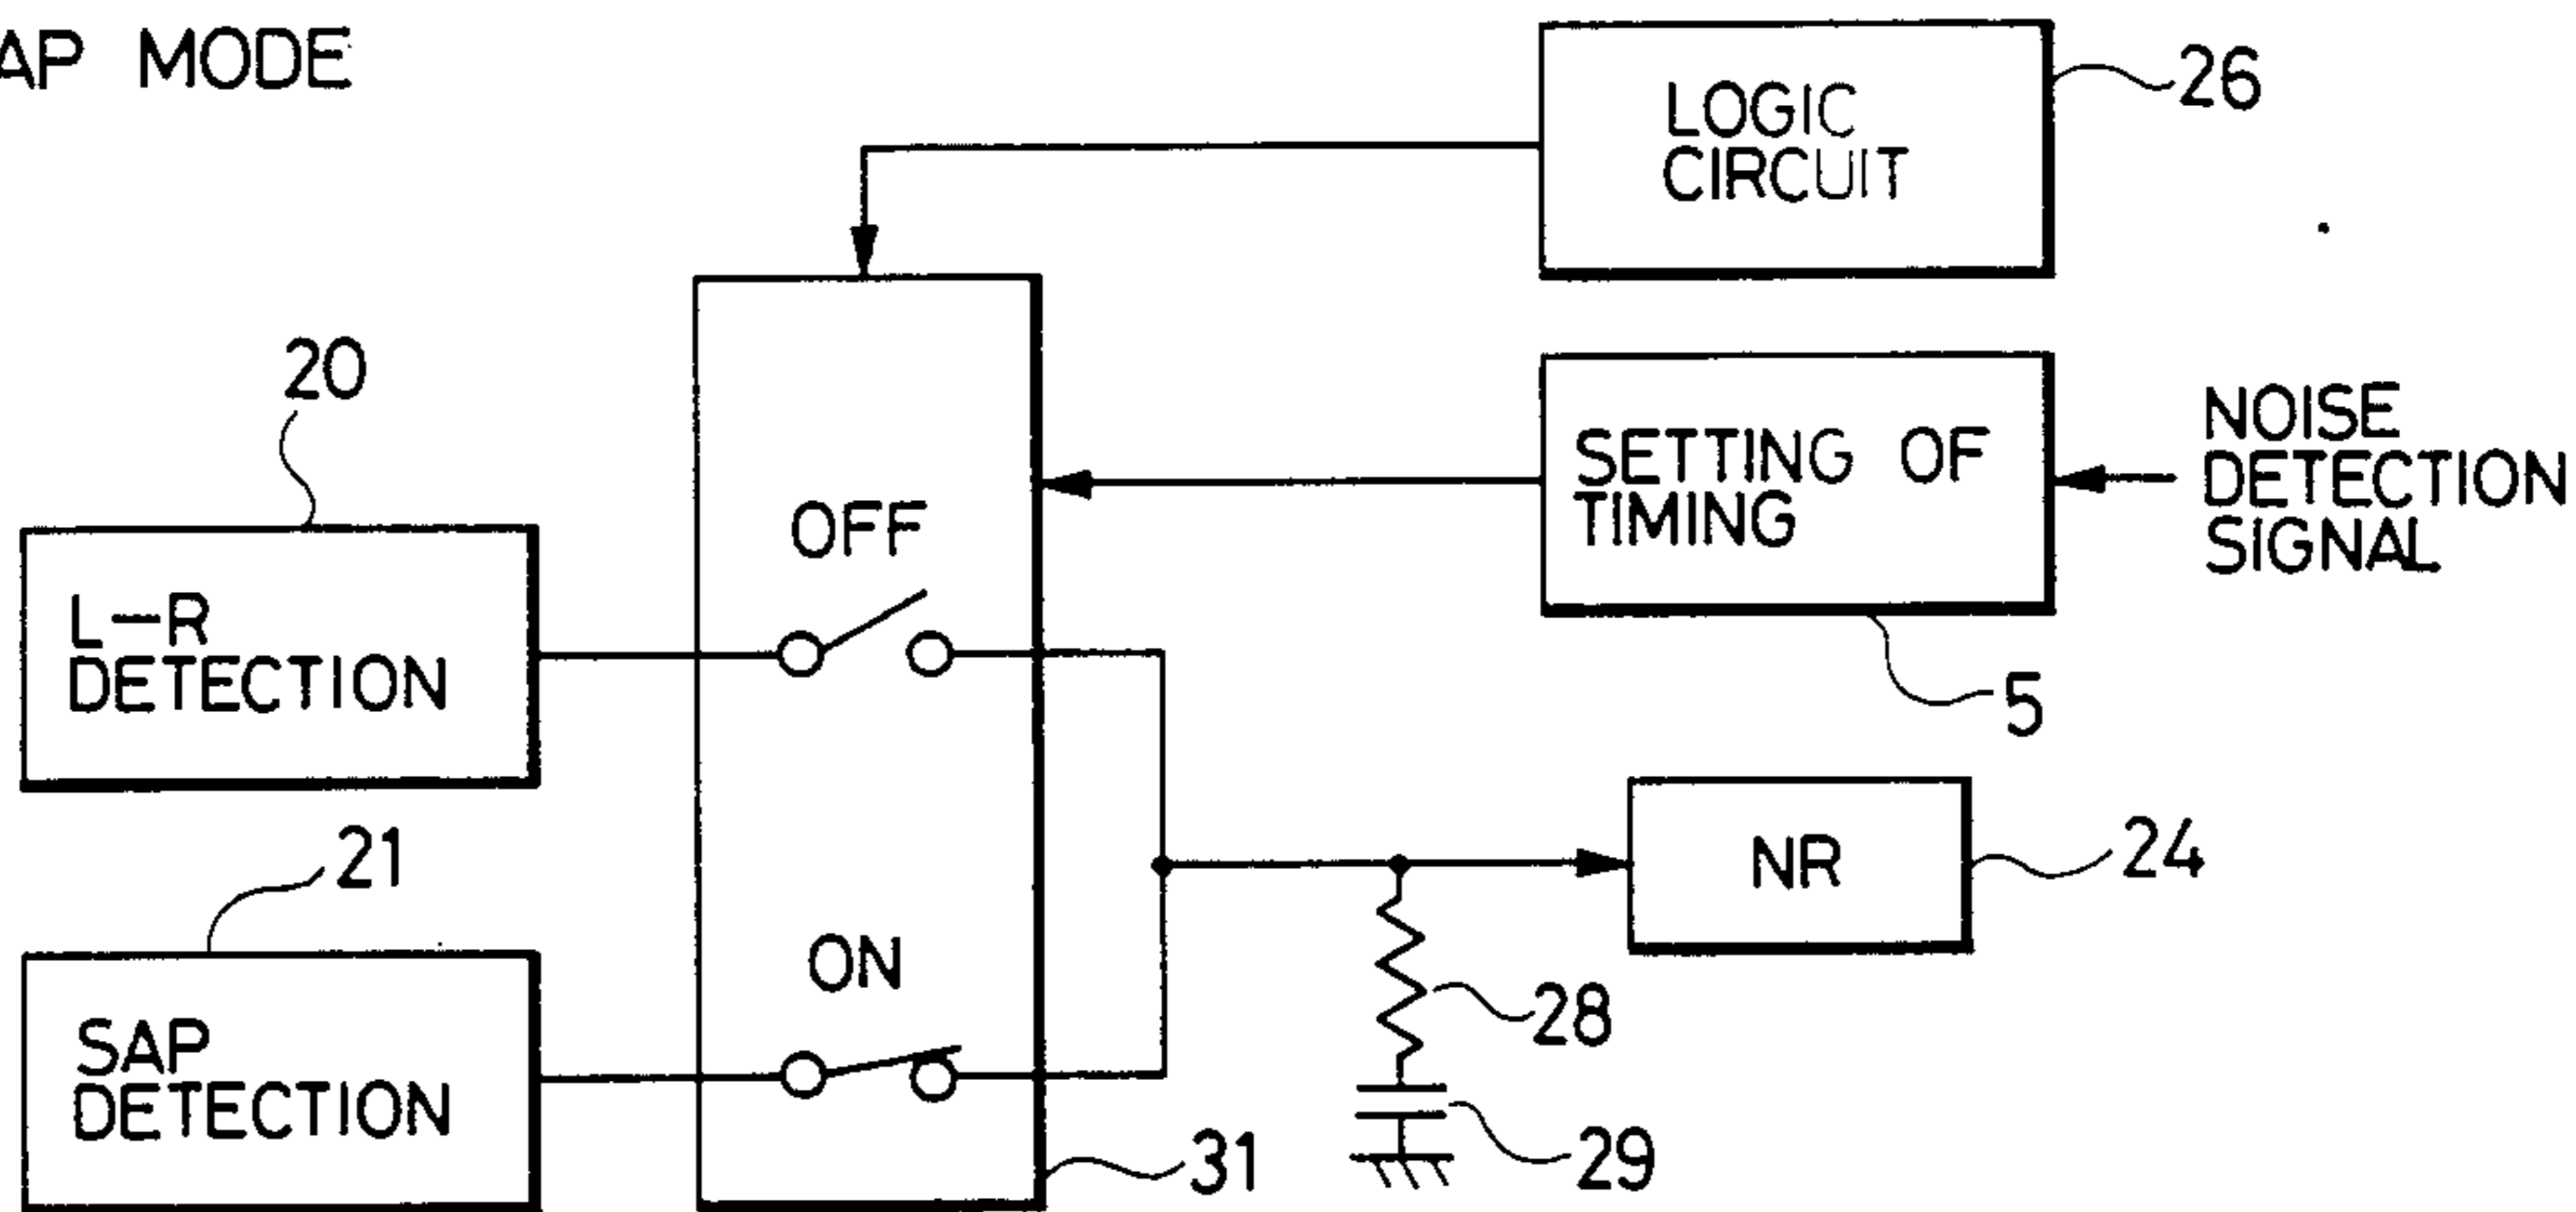 AP MODE
LOGIC
CIRCUIT
26
20
OFF
SETTING OF
TIMING
NOISE
DETECTION
SIGNAL
L-R
DETECTION
5
21
ON
NR
24
SAP
DETECTION
28
29
31